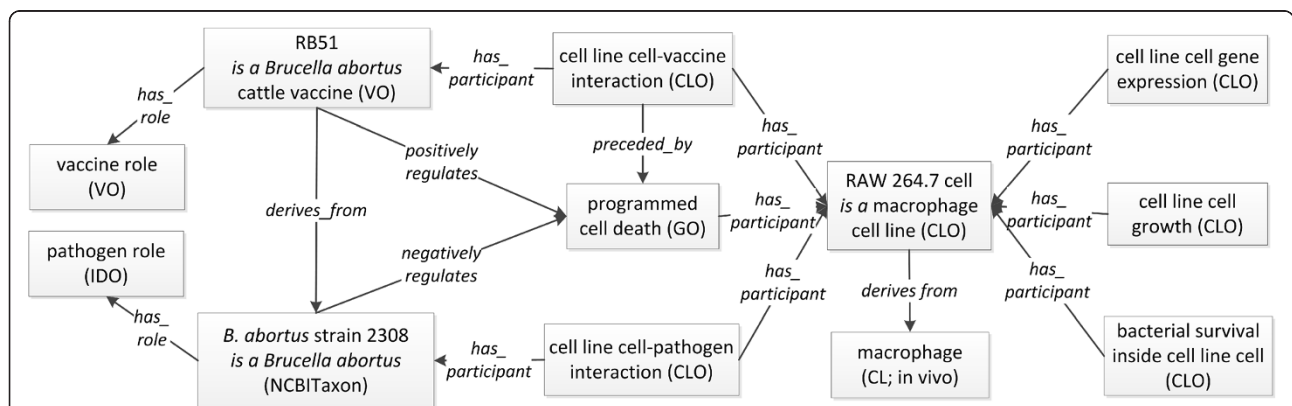 RB51
is a Brucella abortus
cattle vaccine (VO)
has_
participant
cell line cell-vaccine
interaction (CLO)
cell line cell gene
expression (CLO)
has_
role
vaccine role
(VO)
positively
regulates
preceded_by
has_
participant
has_
participant
derives_from
programmed
cell death (GO)
has_
participant
RAW 264.7 cell
is a macrophage
cell line (CLO)
has_
participant
cell line cell
growth (CLO)
pathogen role
(IDO)
negatively
regulates
has_
participant
derives from
has_
participant
has_
role
B. abortus strain 2308
is a Brucella abortus
(NCBITaxon)
has_
participant
cell line cell-pathogen
interaction (CLO)
macrophage
(CL; in vivo)
bacterial survival
inside cell line cell
(CLO)